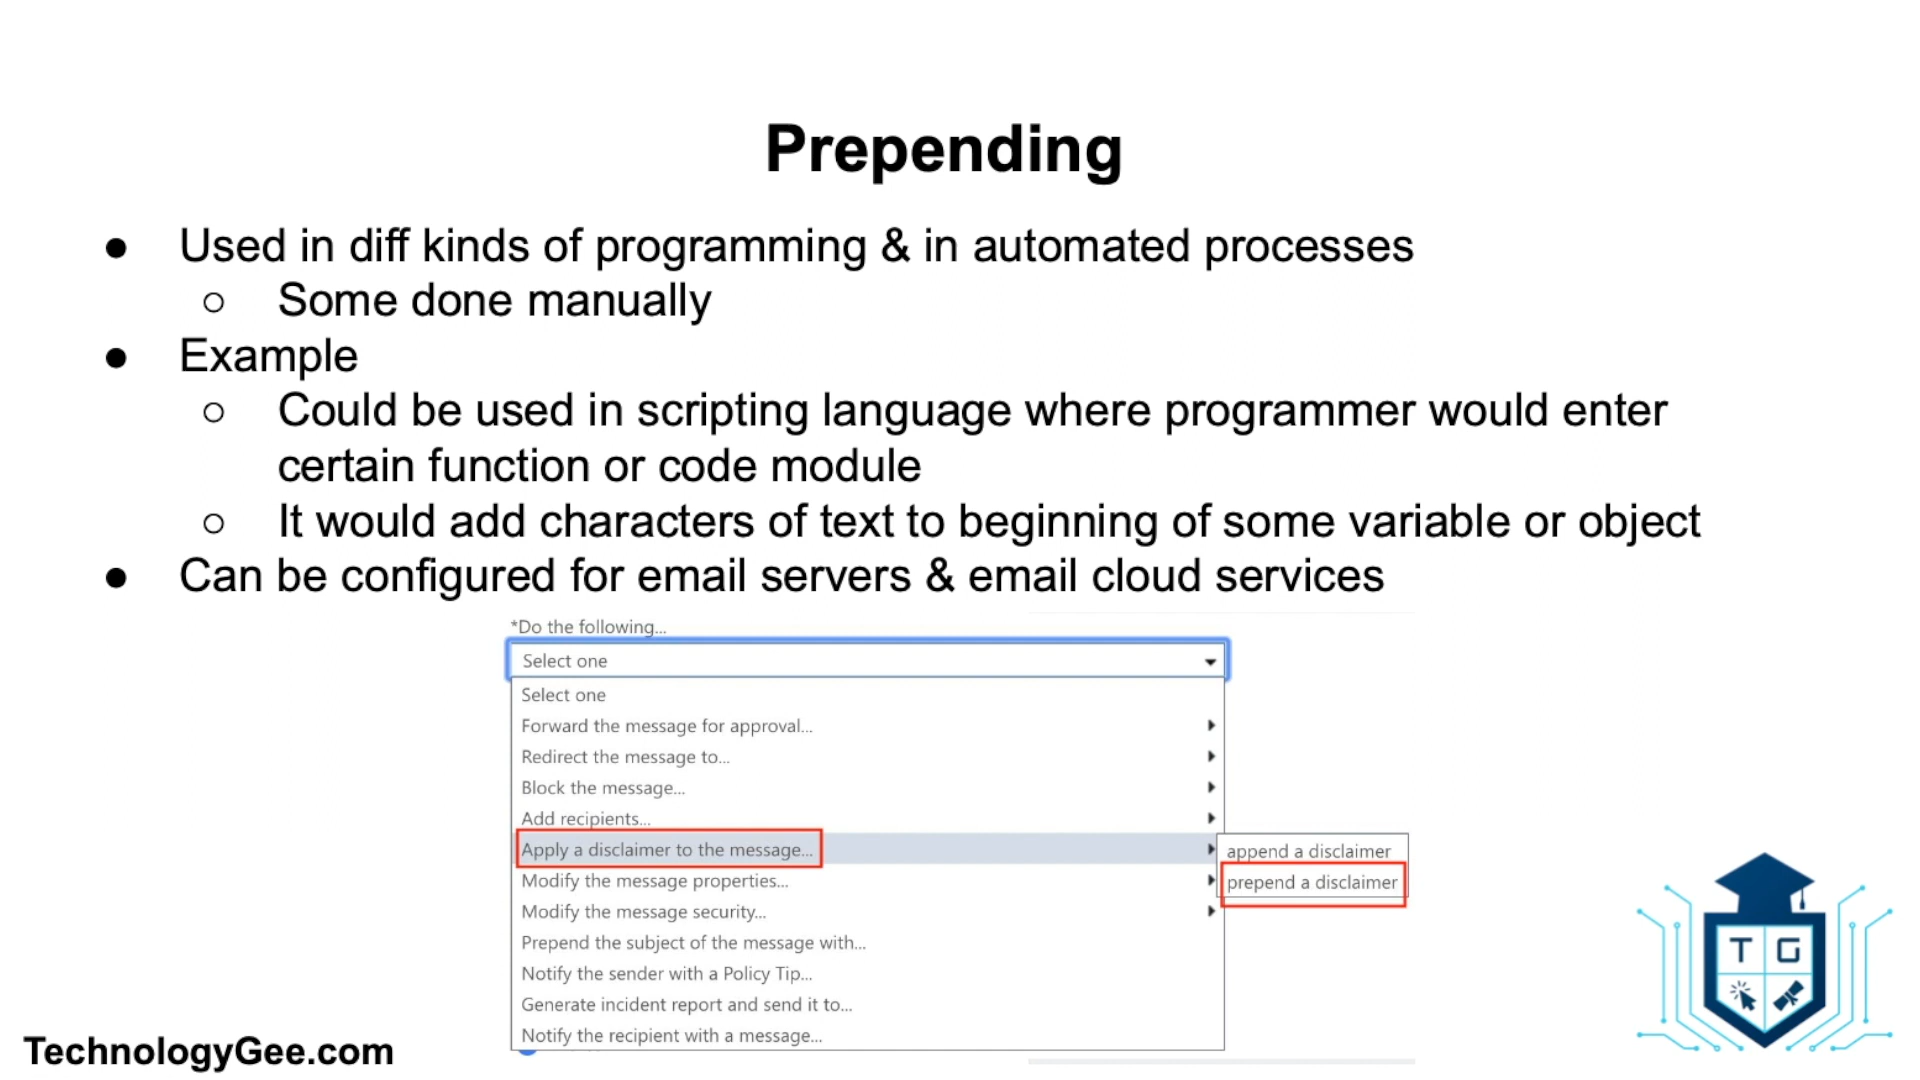 Prepending
● Used in diff kinds of programming & in automated processes
○ Some done manually
● Example
○ Could be used in scripting language where programmer would enter
certain function or code module
○ It would add characters of text to beginning of some variable or object
● Can be configured for email servers & email cloud services
*Do the following...
Select one
Select one
Forward the message for approval...
Redirect the message to...
Block the message...
Add recipients...
Apply a disclaimer to the message...
append a disclaimer
prepend a disclaimer
Modify the message properties...
Modify the message security...
Prepend the subject of the message with...
Notify the sender with a Policy Tip...
Generate incident report and send it to...
Notify the recipient with a message...
T G
TechnologyGee.com